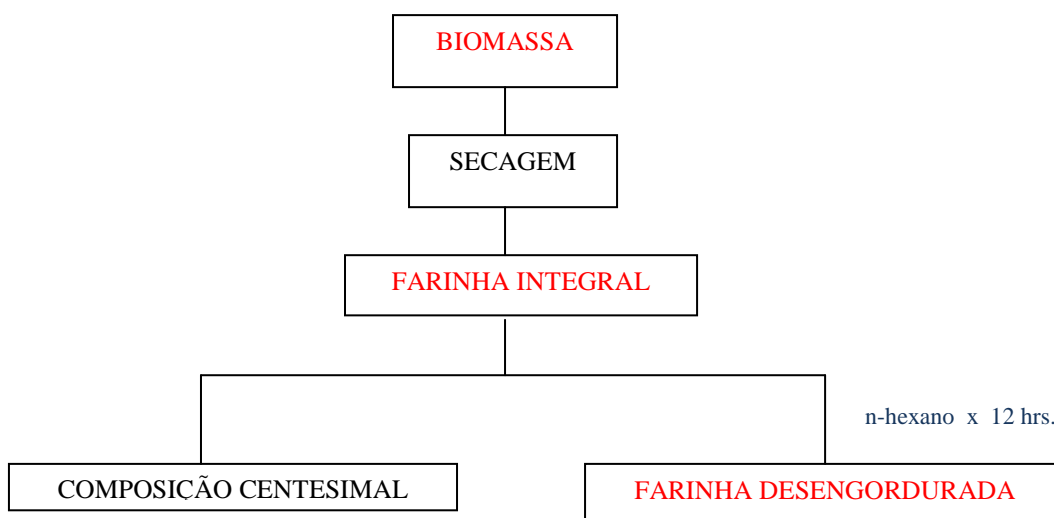 BIOMASSA
SECAGEM
FARINHA INTEGRAL
n-hexano x 12 hrs.
COMPOSIÇÃO CENTESIMAL
FARINHA DESENGORDURADA